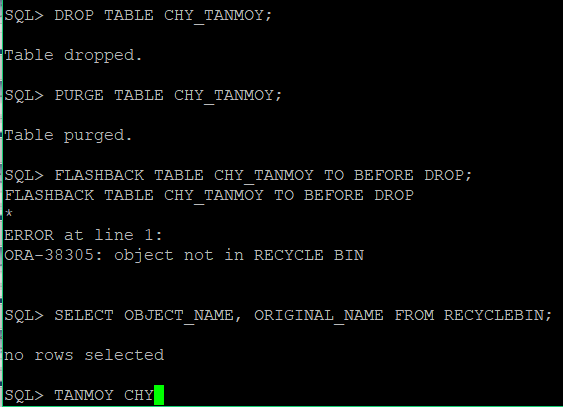 SQL> DROP TABLE CHY_TANMOY;
Table dropped.
SQL> PURGE TABLE CHY_TANMOY;
Table purged.
SQL> FLASHBACK TABLE CHY_TANMOY TO BEFORE DROP;
FLASHBACK TABLE CHY_TANMOY TO BEFORE DROP
*
ERROR at line 1:
ORA-38305: object not in RECYCLE BIN
SQL> SELECT OBJECT_NAME, ORIGINAL_NAME FROM RECYCLEBIN;
no rows selected
SQL> TANMOY CHY